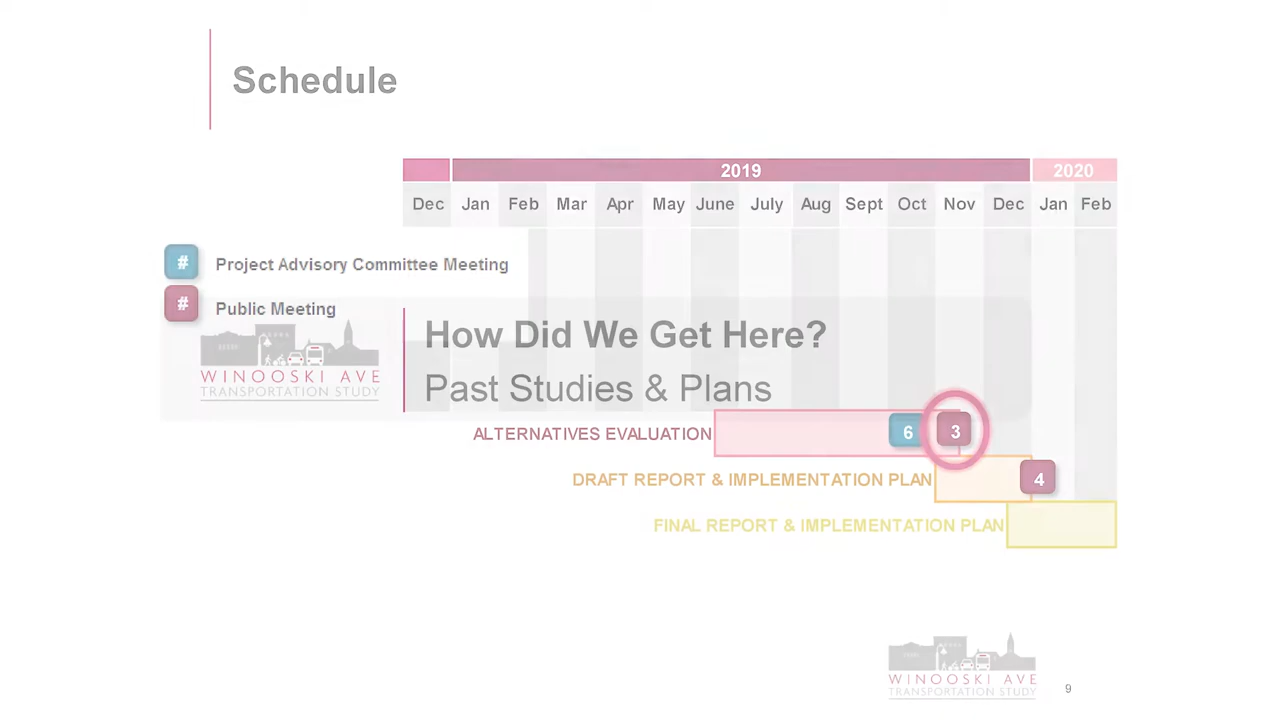 Schedule
2019 2020
Dec Jan Feb Mar Apr May June July Aug Sept Oct Nov Dec Jan Feb
# Project Advisory Committee Meeting
# Public Meeting
How Did We Get Here?
WINOOSKI AVE
TRANSPORTATION STUDY
Past Studies & Plans
ALTERNATIVES EVALUATION 6 3
DRAFT REPORT & IMPLEMENTATION PLAN 4
FINAL REPORT & IMPLEMENTATION PLAN
WINOOSKI AVE
TRANSPORTATION STUDY
9